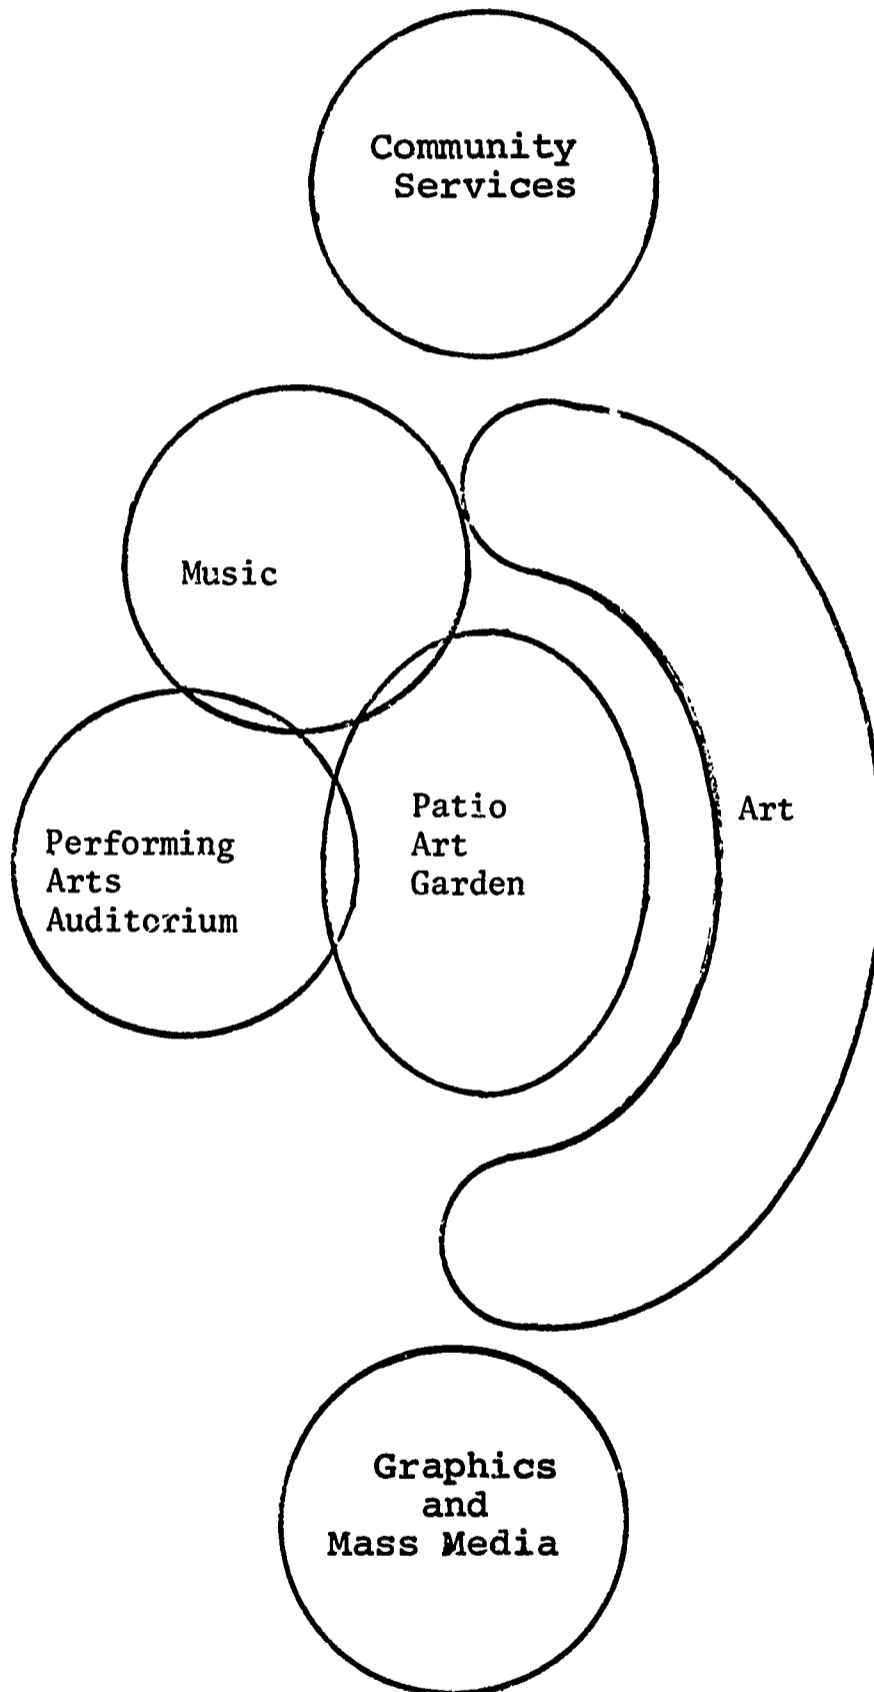 Community
Services
Music
Performing
Arts
Auditorium
Patio
Art
Garden
Art
Graphics
and
Mass Media